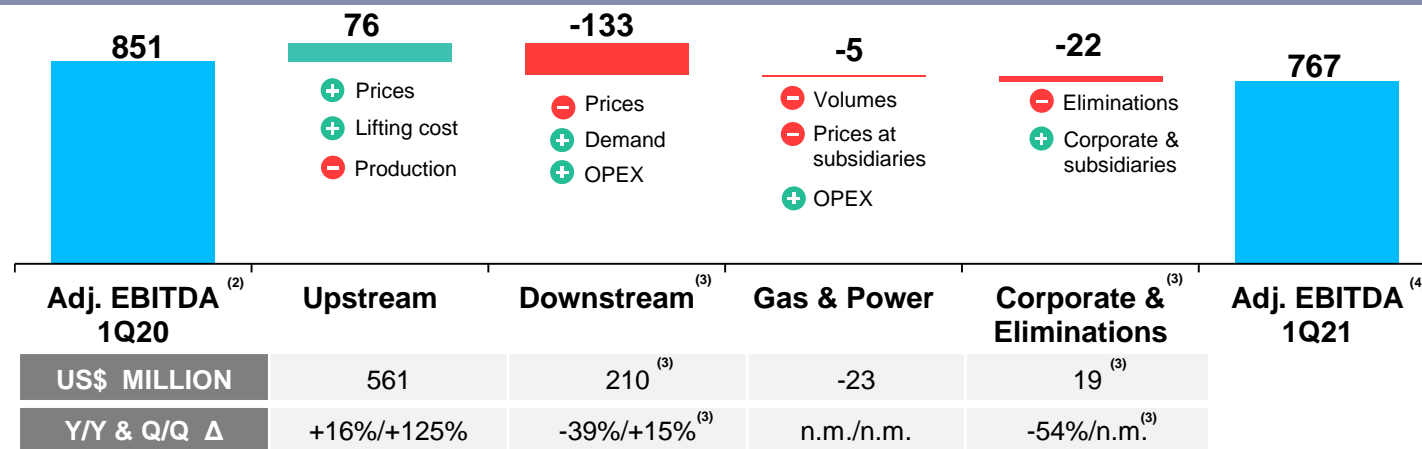 851
76
-133
-5
-22
767
Prices
Lifting cost
Production
Prices
Demand
OPEX
Volumes
Prices at
subsidiaries
OPEX
Eliminations
Corporate &
subsidiaries
Adj. EBITDA (2)
1Q20
Upstream
Downstream (3)
Gas & Power
Corporate & (3)
Eliminations
Adj. EBITDA (4
1Q21
US$ MILLION 561 210 (3) -23 19 (3)
Y/Y & Q/Q Δ +16%/+125% -39%/+15% (3) n.m./n.m. -54%/n.m. (3)